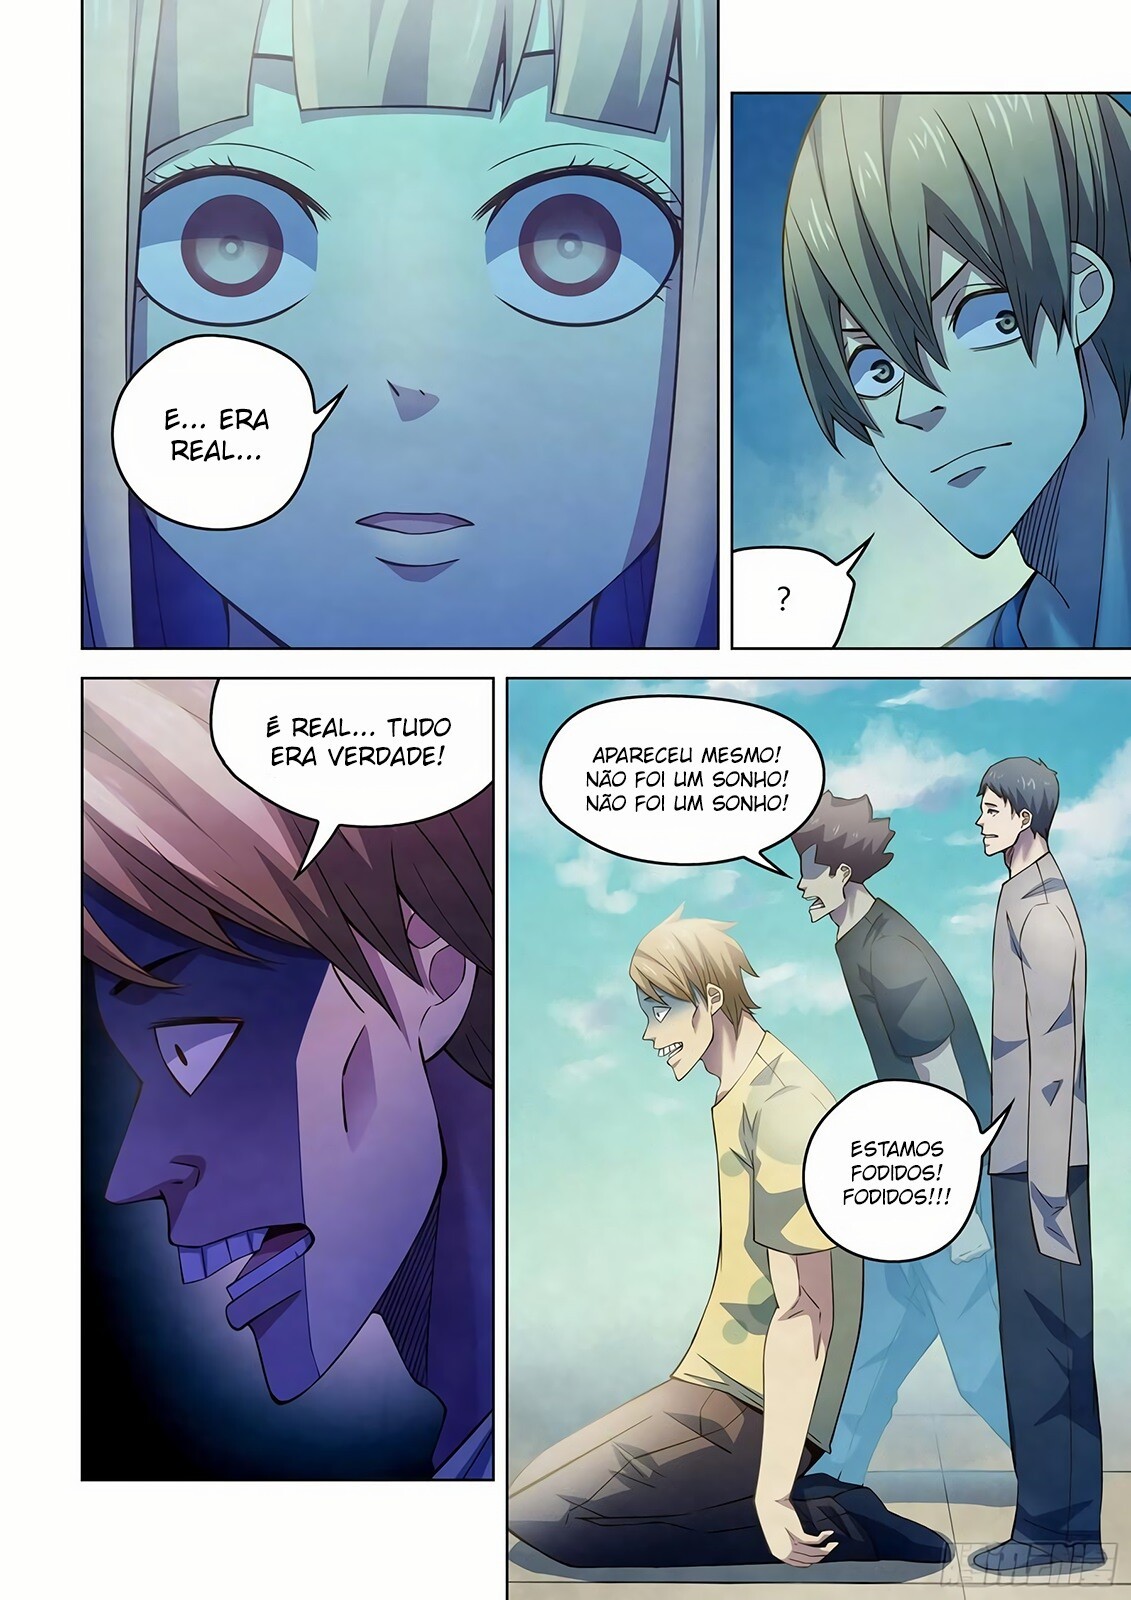 E... ERA
REAL...
?
É REAL... TUDO
ERA VERDADE!
APARECEU MESMO!
NÃO FOI UM SONHO!
NÃO FOI UM SONHO!
ESTAMOS
FODIDOS!
FODIDOS!!!